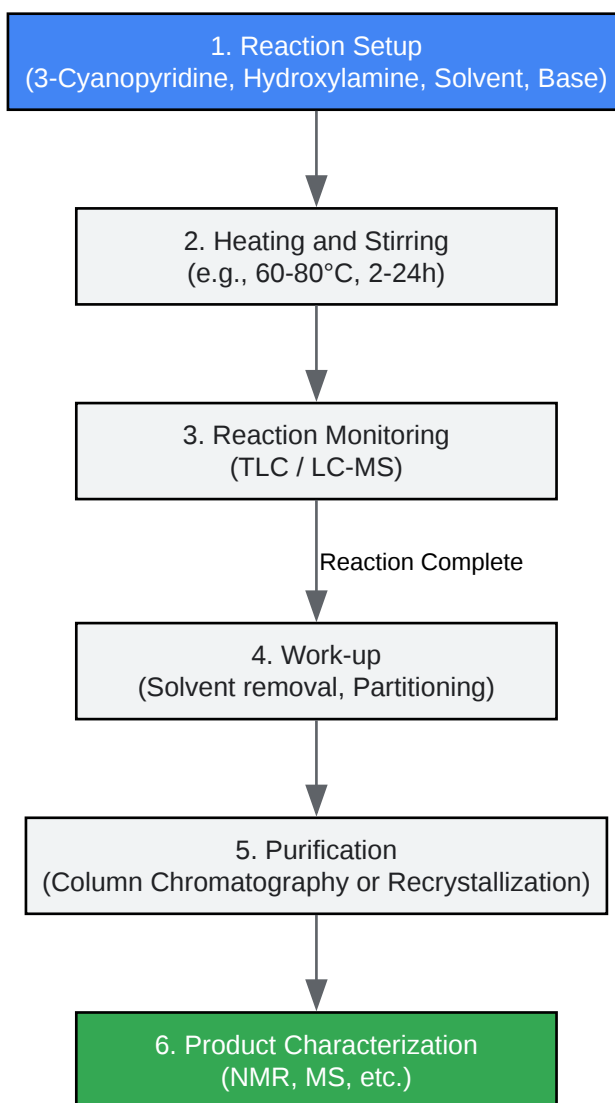 1. Reaction Setup
(3-Cyanopyridine, Hydroxylamine, Solvent, Base)
2. Heating and Stirring
(e.g., 60-80°C, 2-24h)
3. Reaction Monitoring
(TLC / LC-MS)
Reaction Complete
4. Work-up
(Solvent removal, Partitioning)
5. Purification
(Column Chromatography or Recrystallization)
6. Product Characterization
(NMR, MS, etc.)